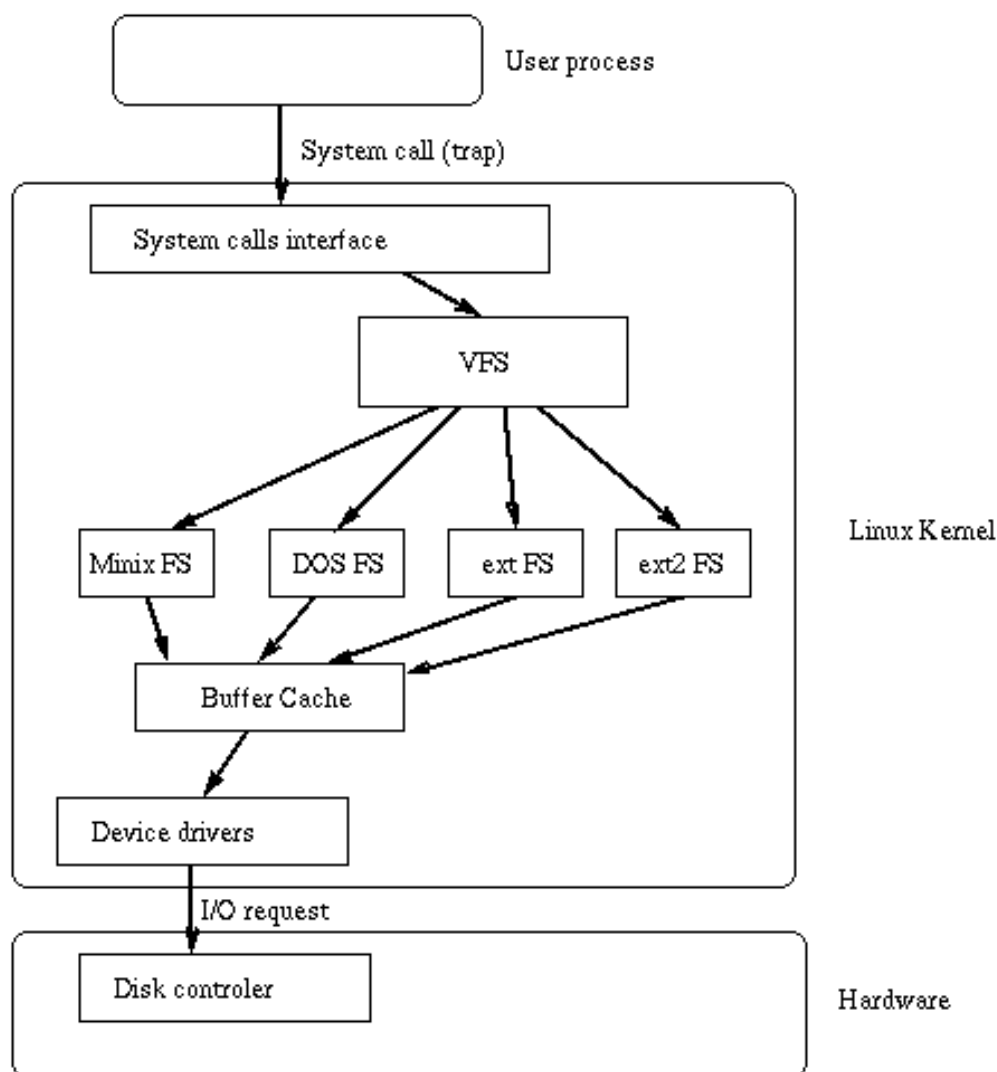 User process
System call (trap)
System calls interface
VFS
Linux Kernel
Minix FS
DOS FS
ext FS
ext2 FS
Buffer Cache
Device drivers
I/O request
Disk controler
Hardware